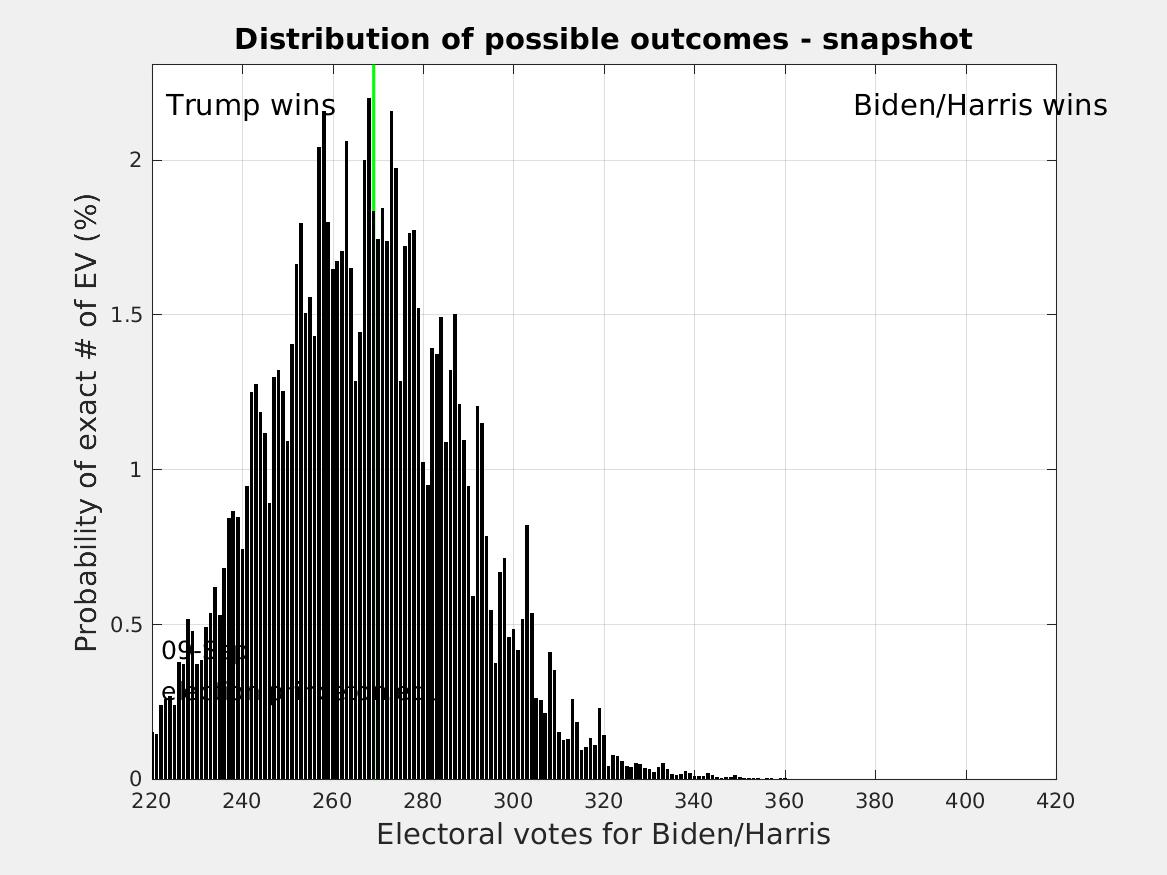 Distribution of possible outcomes - snapshot
Trump wins
Biden/Harris wins
2
1.5
1
0.5
0
Probability of exact # of EV (%)
09-Sep
220 240 260 280 300 320 340 360 380 400 420
Electoral votes for Biden/Harris